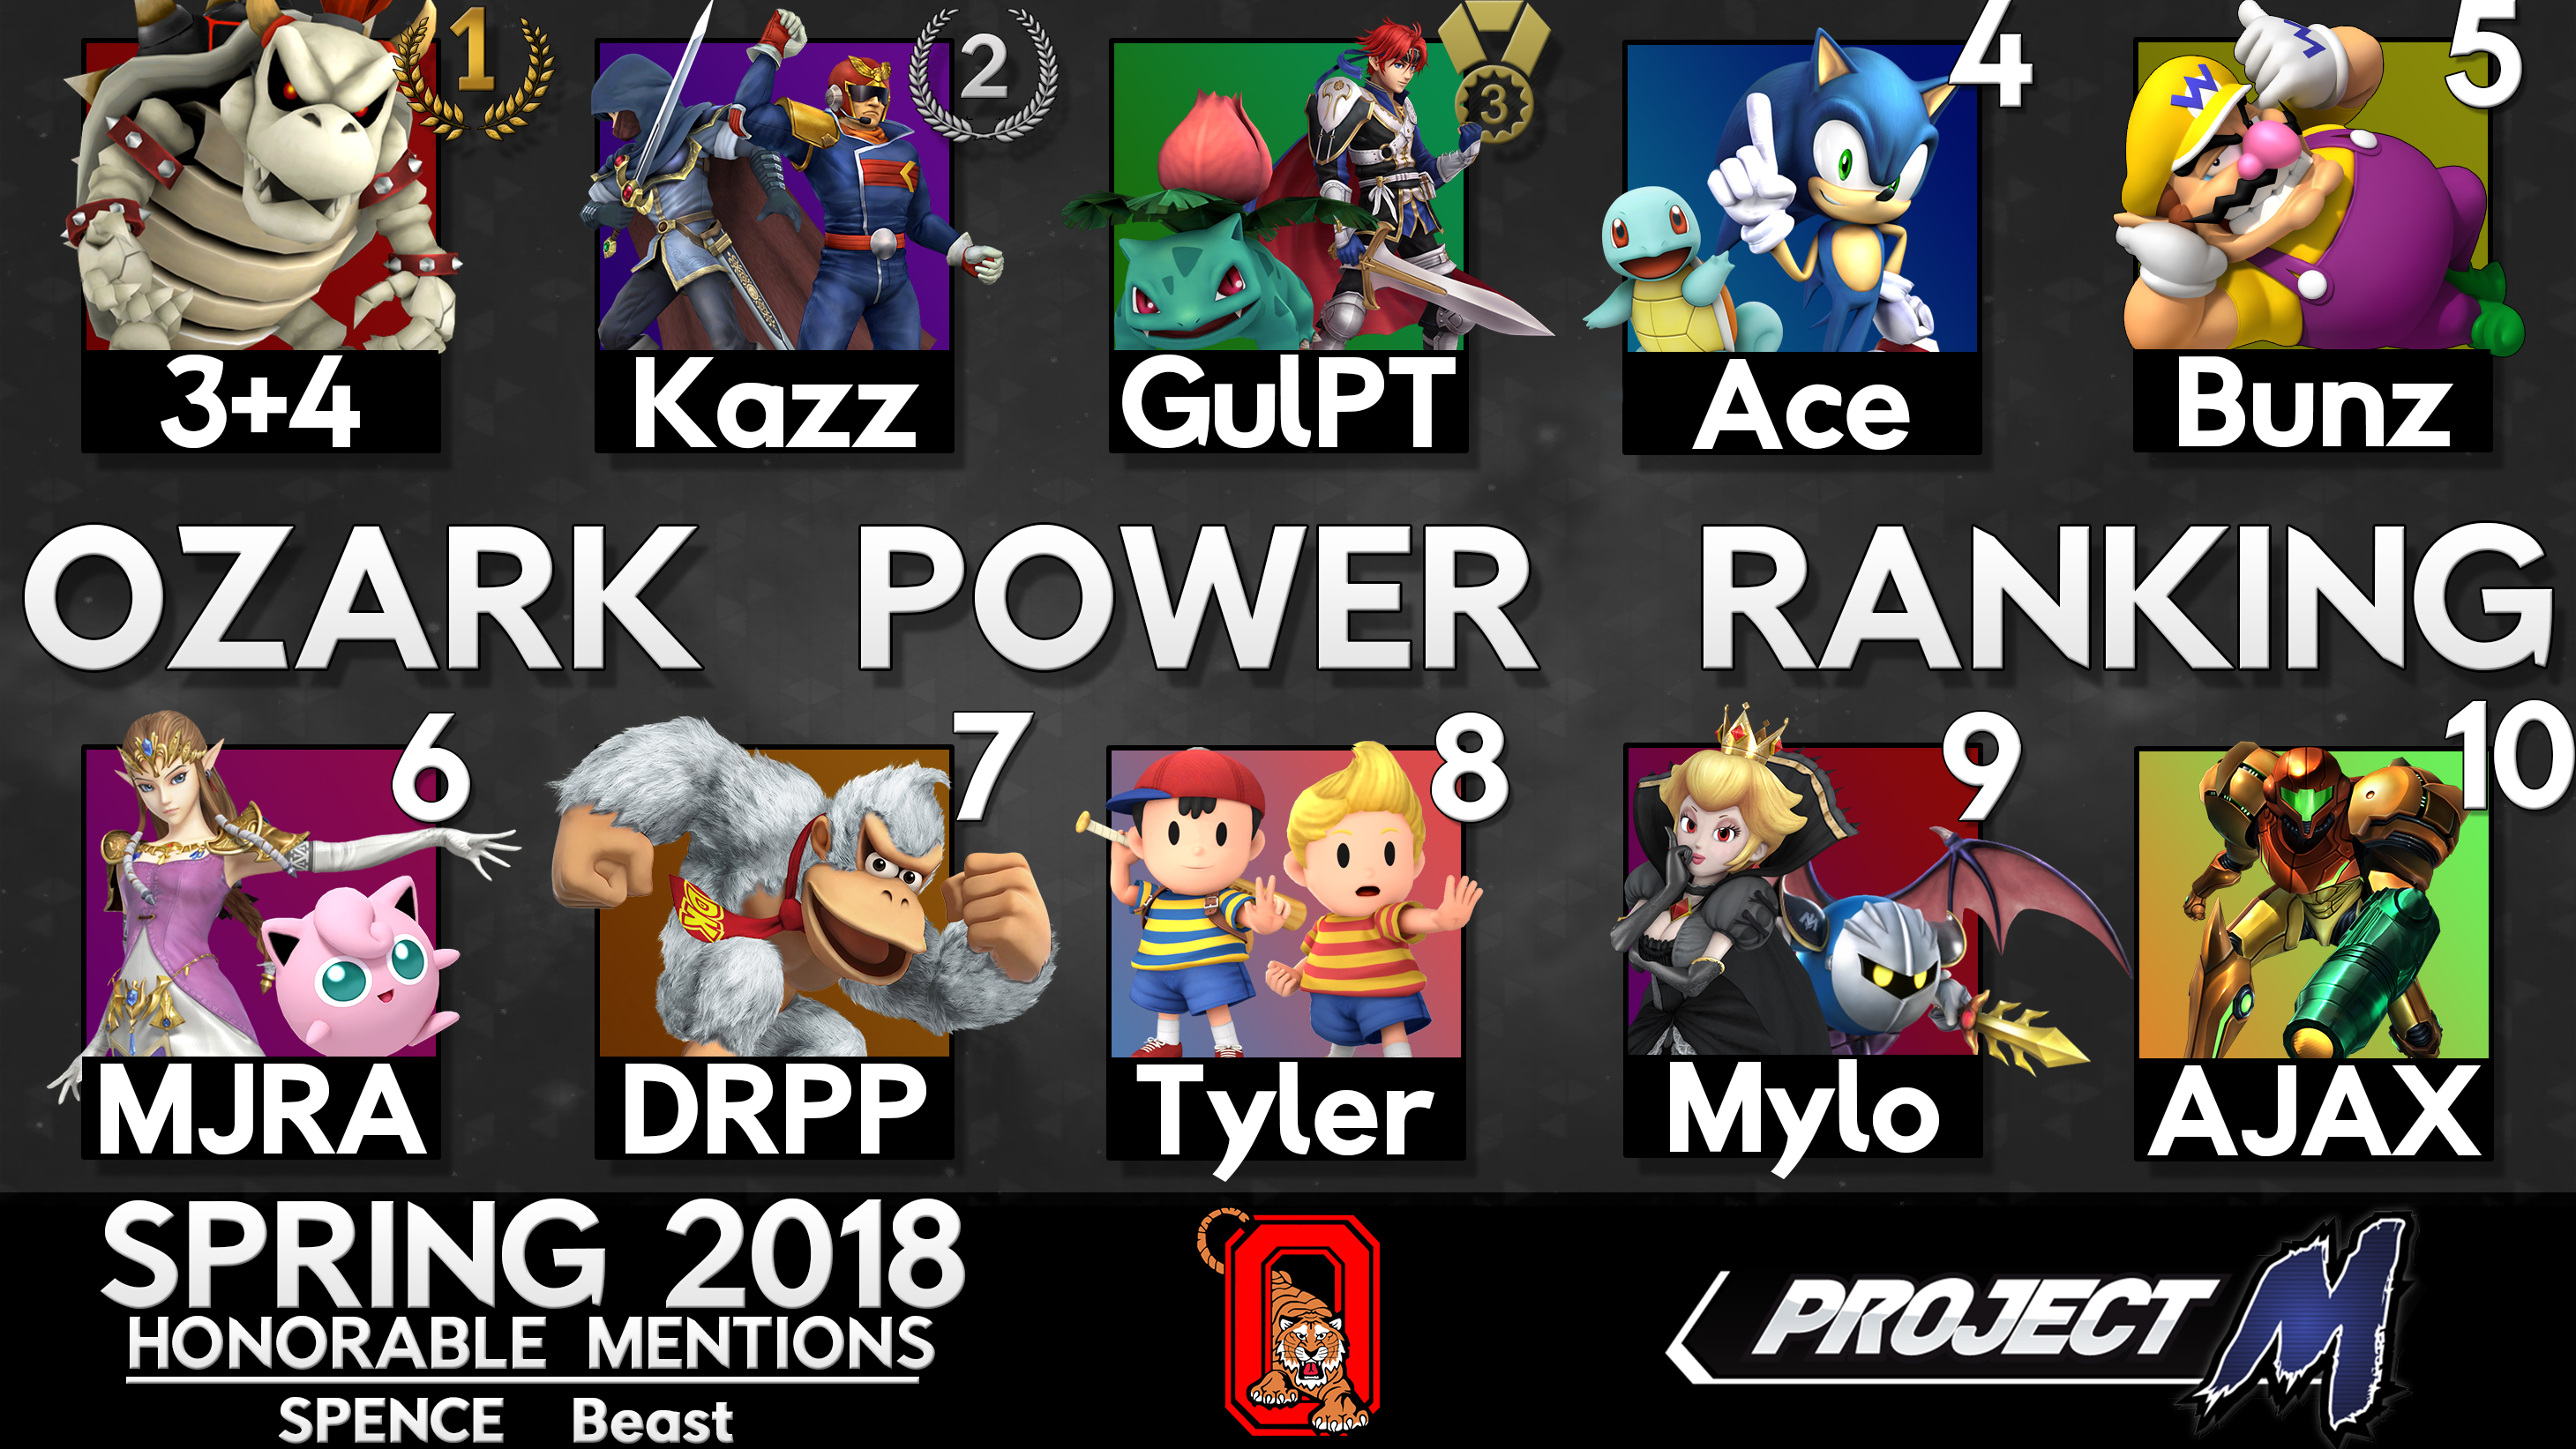 1
2
3
4
5
3+4
Kazz
GulPT
Ace
Bunz
OZARK POWER RANKING
6
7
8
9
10
MJRA
DRPP
Tyler
Mylo
AJAX
SPRING 2018
HONORABLE MENTIONS
SPENCE Beast
PROJECT M